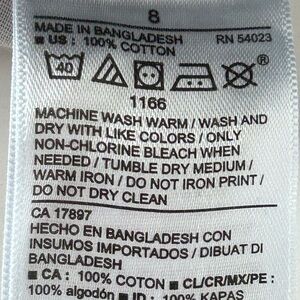 8
MADE IN BANGLADESH RN 54023
■ US : 100% COTTON
40 ®
1166
MACHINE WASH WARM / WASH AND
DRY WITH LIKE COLORS / ONLY
NON-CHLORINE BLEACH WHEN
NEEDED / TUMBLE DRY MEDIUM /
WARM IRON / DO NOT IRON PRINT /
DO NOT DRY CLEAN
CA 17897
HECHO EN BANGLADESH CON
INSUMOS IMPORTADOS / DIBUAT DI
BANGLADESH
■ CA : 100% COTON ■ CL/CR/MX/PE :
100% algodón ■ ID : 100% KAPAS